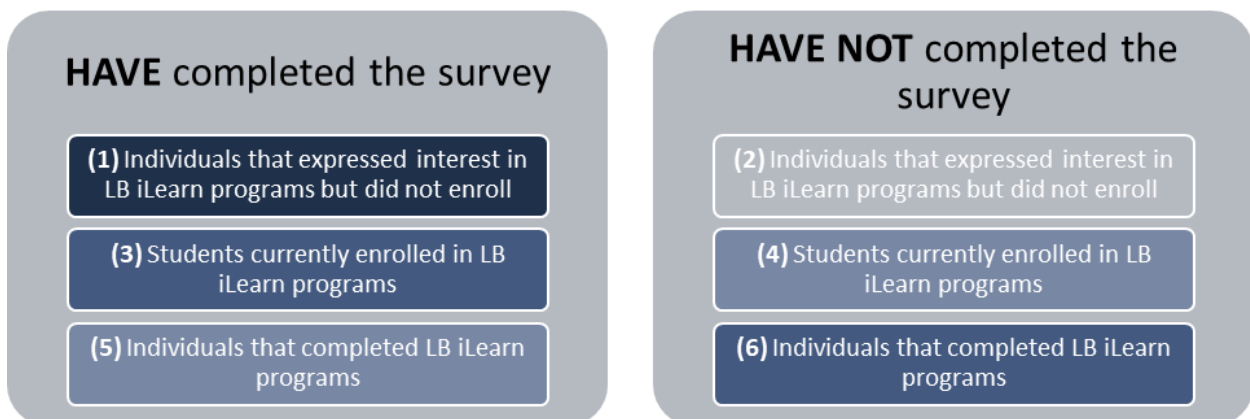 HAVE completed the survey
(1) Individuals that expressed interest in
LB iLearn programs but did not enroll
(3) Students currently enrolled in LB
iLearn programs
(5) Individuals that completed LB iLearn
programs
HAVE NOT completed the
survey
(2) Individuals that expressed interest in
LB iLearn programs but did not enroll
(4) Students currently enrolled in LB
iLearn programs
(6) Individuals that completed LB iLearn
programs